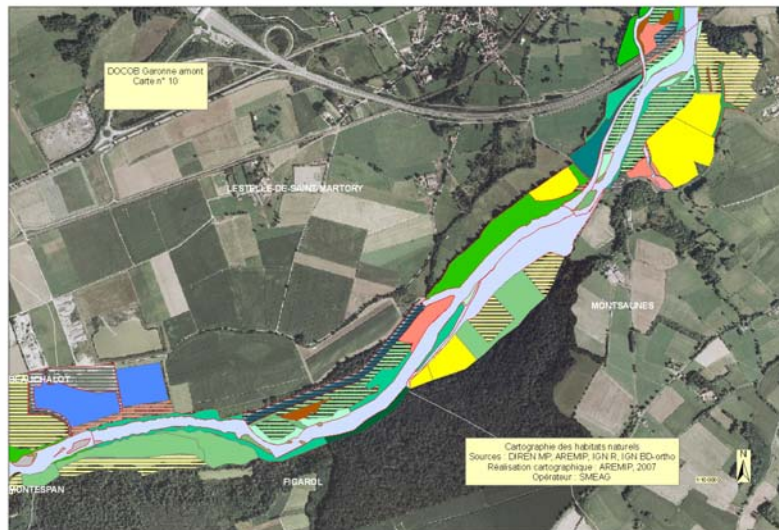 DOCOB Garonne amont
Carte n° 10
LESTELLE-DE-SAINT-MARTORY
MONTSAUNES
BEAUCHALOT
Cartographie des habitats naturels
Sources : DIREN MP, AREMIP, IGN R, IGN BD-ortho
Réalisation cartographique : AREMIP, 2007
Opérateur : SMEAG
N
MONTESPAN
FIGAROL